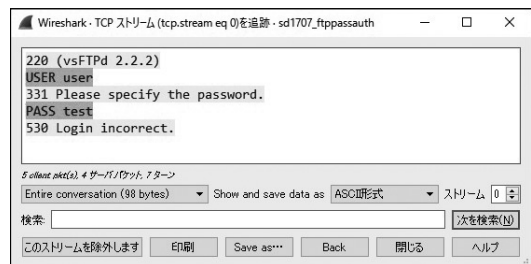 Wireshark · TCP ストリーム (tcp.stream eq 0)を追跡 · sd1707_ftppassauth
220 (vsFTPd 2.2.2)
USER user
331 Please specify the password.
PASS test
530 Login incorrect.
5 client pkt(s), 4 サーバパケット, 7 ターン
Entire conversation (98 bytes) Show and save data as ASCII形式 ストリーム 0
検索: 次を検索(N)
このストリームを除外します 印刷 Save as… Back 閉じる ヘルプ